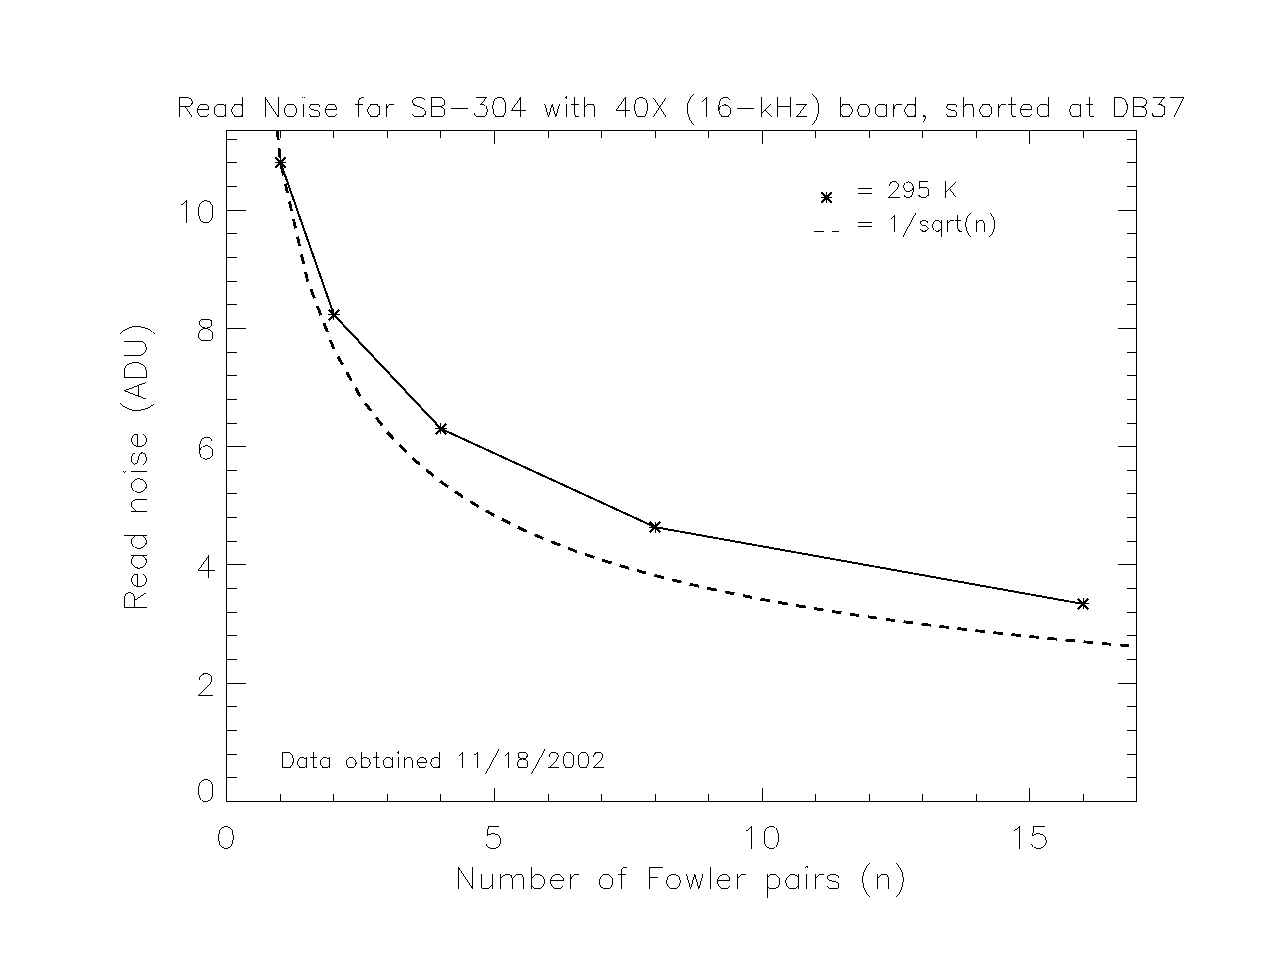 Read Noise for SB-304 with 40X (16-kHz) board, shorted at DB37
= 295 K
= 1/sqrt(n)
10
8
6
4
2
0
Read noise (ADU)
Data obtained 11/18/2002
0 5 10 15
Number of Fowler pairs (n)